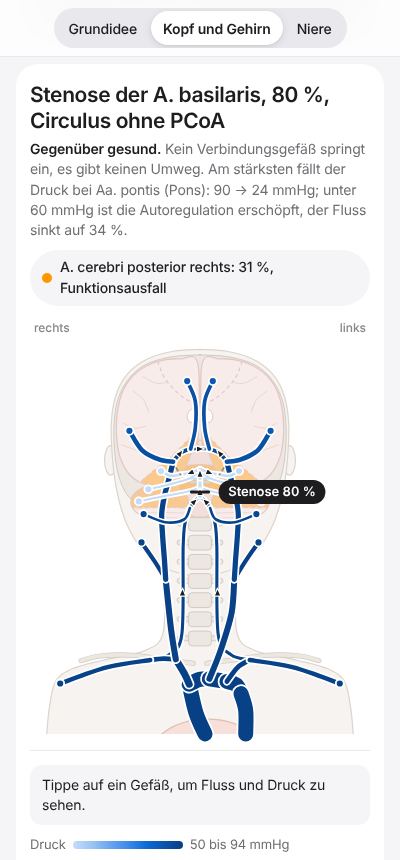 Grundidee Kopf und Gehirn Niere
Stenose der A. basilaris, 80 %,
Circulus ohne PCoA
Gegenüber gesund. Kein Verbindungsgefäß springt
ein, es gibt keinen Umweg. Am stärksten fällt der
Druck bei Aa. pontis (Pons): 90 → 24 mmHg; unter
60 mmHg ist die Autoregulation erschöpft, der Fluss
sinkt auf 34 %.
A. cerebri posterior rechts: 31 %,
Funktionsausfall
rechts links
Stenose 80 %
Tippe auf ein Gefäß, um Fluss und Druck zu
sehen.
Druck 50 bis 94 mmHg